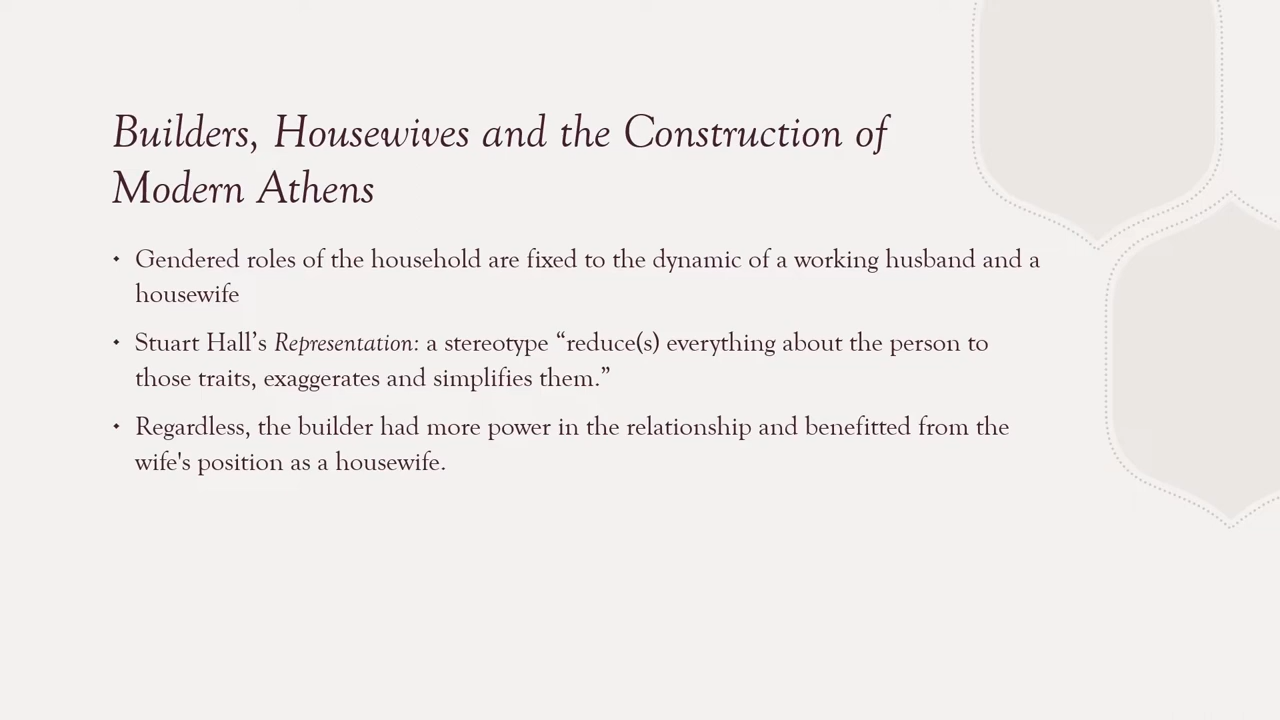 Builders, Housewives and the Construction of
Modern Athens
• Gendered roles of the household are fixed to the dynamic of a working husband and a
housewife
• Stuart Hall’s Representation: a stereotype “reduce(s) everything about the person to
those traits, exaggerates and simplifies them.”
• Regardless, the builder had more power in the relationship and benefitted from the
wife's position as a housewife.